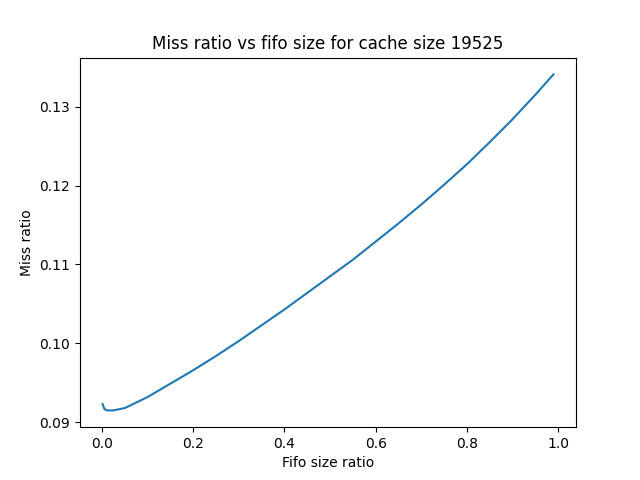 Miss ratio vs fifo size for cache size 19525
0.13
0.12
0.11
0.10
0.09
Miss ratio
0.0 0.2 0.4 0.6 0.8 1.0
Fifo size ratio